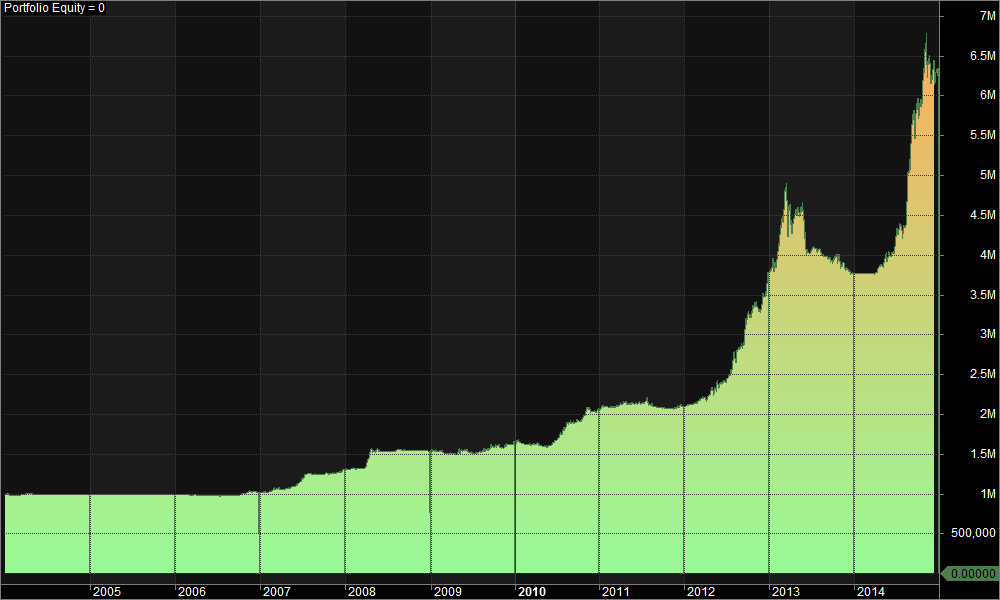 Portfolio Equity = 0
7M
6.5M
6M
5.5M
5M
4.5M
4M
3.5M
3M
2.5M
2M
1.5M
1M
500,000
0.00000
2005 2006 2007 2008 2009 2010 2011 2012 2013 2014